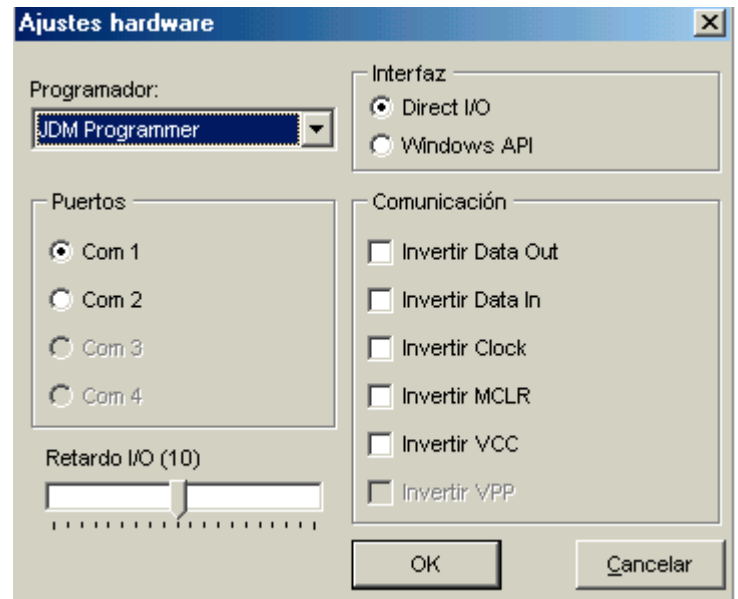 Ajustes hardware
Programador:
JDM Programmer
Interfaz
Direct I/O
Windows API
Puertos
Com 1
Com 2
Com 3
Com 4
Comunicación
Invertir Data Out
Invertir Data In
Invertir Clock
Invertir MCLR
Invertir VCC
Invertir VPP
Retardo I/O (10)
OK
Cancelar